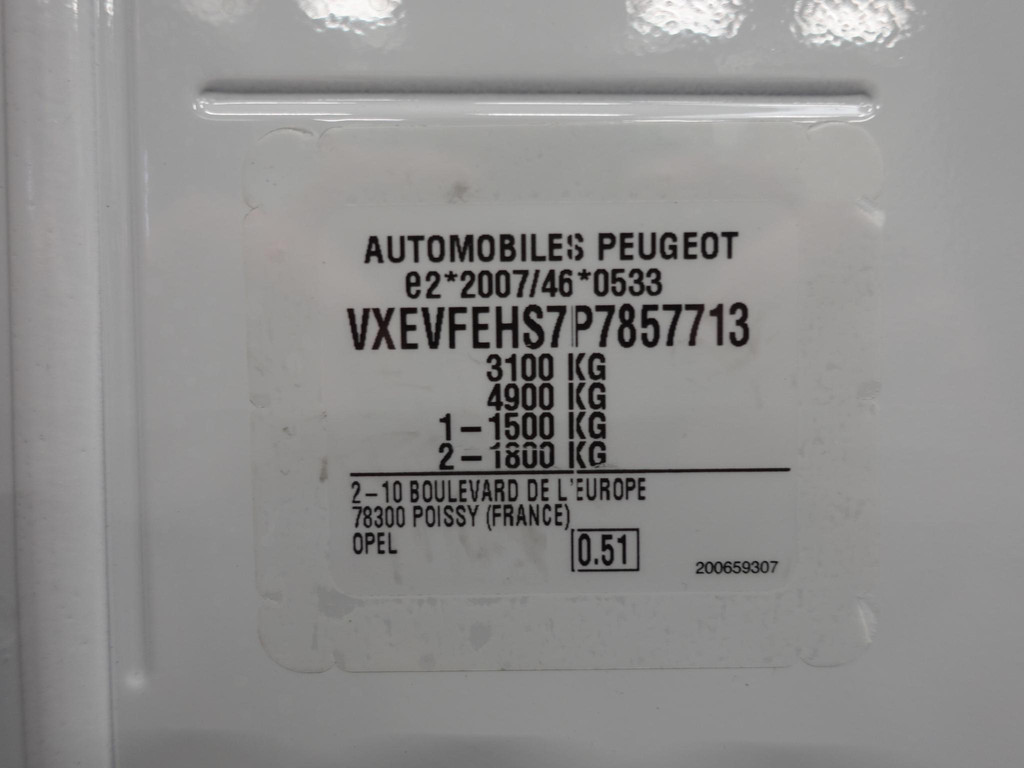 AUTOMOBILES PEUGEOT
e2*2007/46*0533
VXEVFEHS7P7857713
3100 KG
4900 KG
1-1500 KG
2-1800 KG
2-10 BOULEVARD DE L'EUROPE
78300 POISSY (FRANCE)
OPEL
0.51
200659307